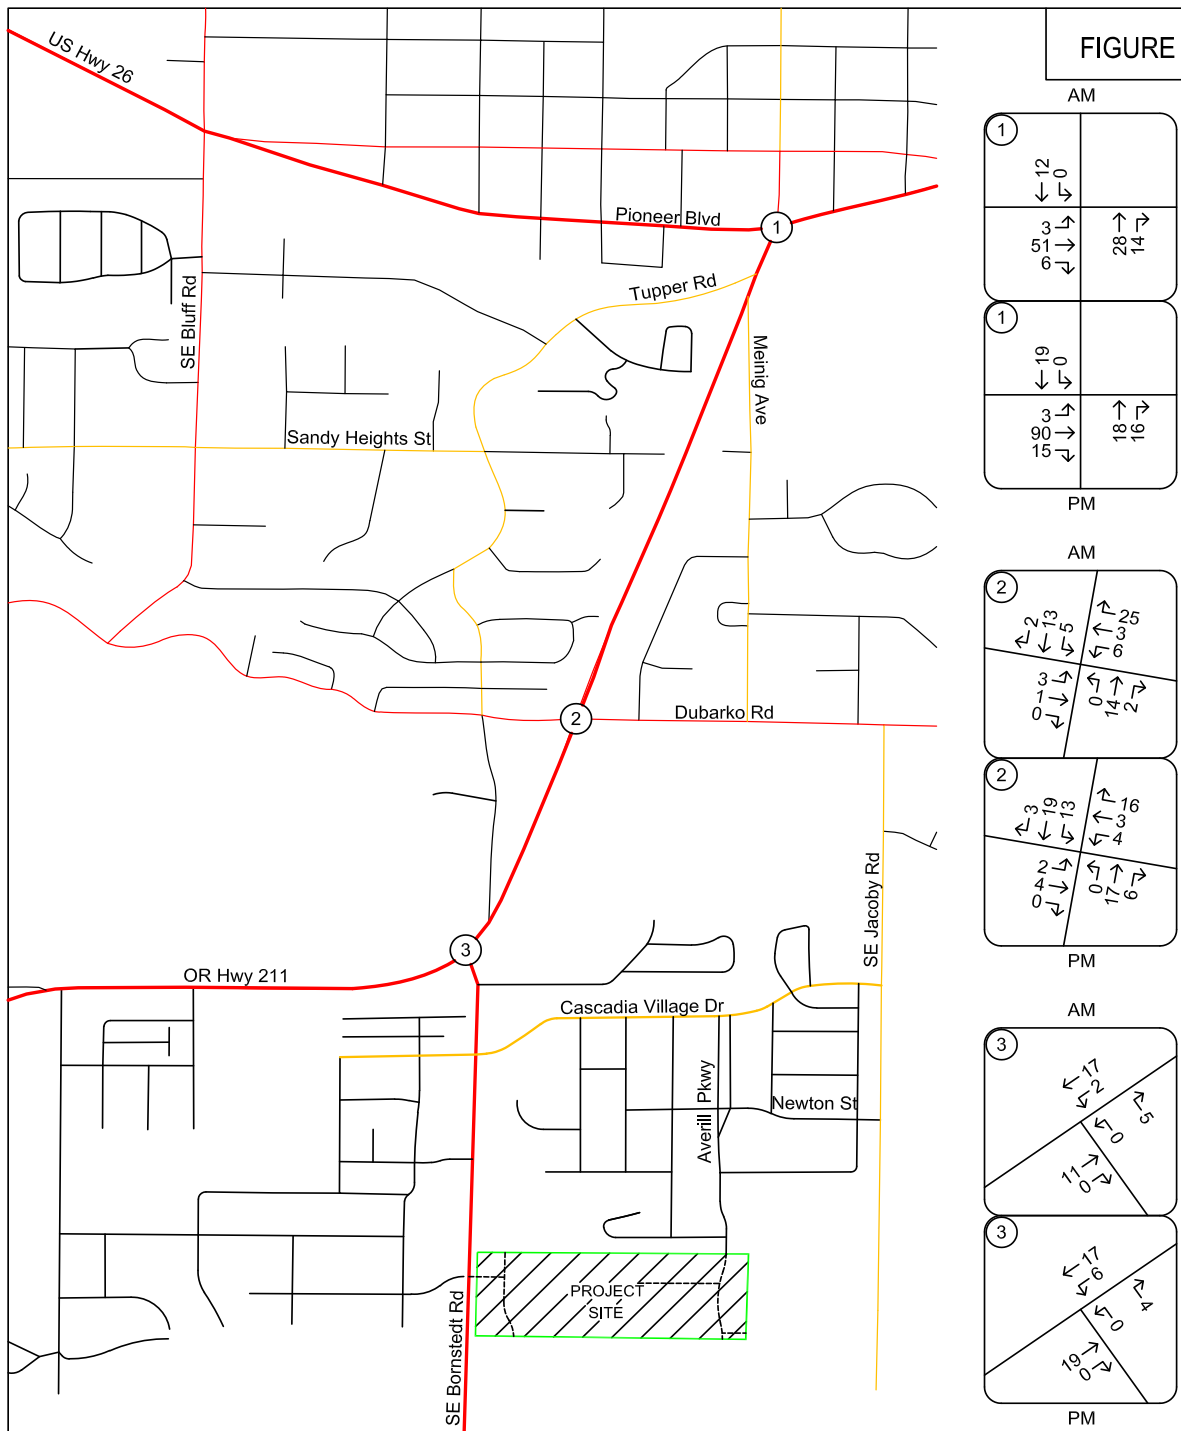 FIGURE
US Hwy 26
Pioneer Blvd
1
Tupper Rd
SE Bluff Rd
Meinig Ave
Sandy Heights St
2
Dubarko Rd
3
OR Hwy 211
SE Jacoby Rd
Cascadia Village Dr
Averill Pkwy
Newton St
PROJECT
SITE
SE Bornstedt Rd
AM
1
12
0
3
51
6
28
14
1
19
0
3
90
15
18
16
PM
AM
2
2
13
5
25
3
6
3
1
0
0
14
2
2
3
19
13
16
3
4
2
4
0
0
17
6
PM
AM
3
17
2
5
0
11
0
3
17
6
4
0
19
0
PM